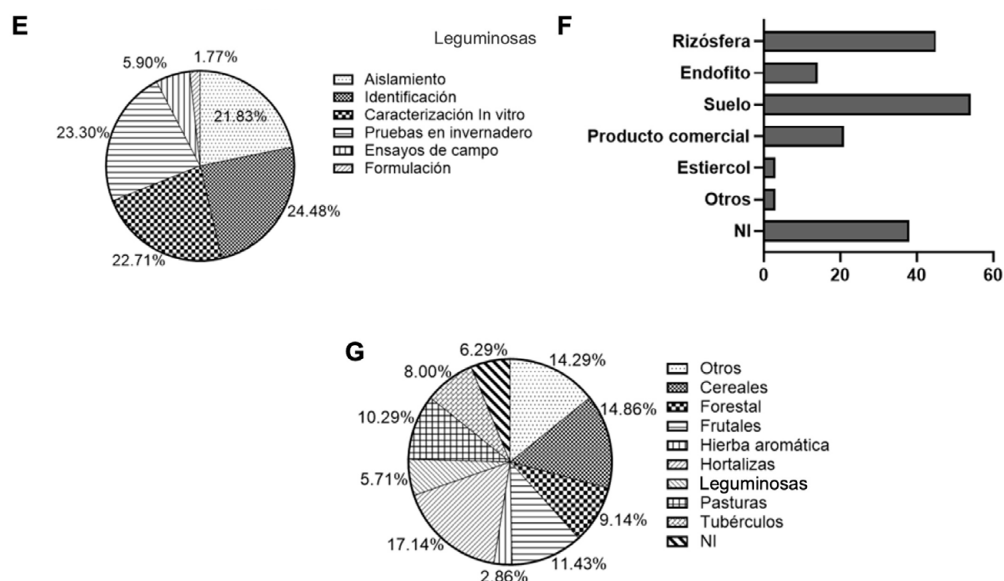 E
Leguminosas
1.77%
5.90%
23.30%
21.83%
24.48%
22.71%
Aislamiento
Identificación
Caracterización In vitro
Pruebas en invernadero
Ensayos de campo
Formulación
F
Rizósfera
Endofito
Suelo
Producto comercial
Estiercol
Otros
NI
0 20 40 60
G
6.29%
14.29%
8.00%
14.86%
10.29%
5.71%
9.14%
17.14%
11.43%
2.86%
Otros
Cereales
Forestal
Frutales
Hierba aromática
Hortalizas
Leguminosas
Pasturas
Tubérculos
NI